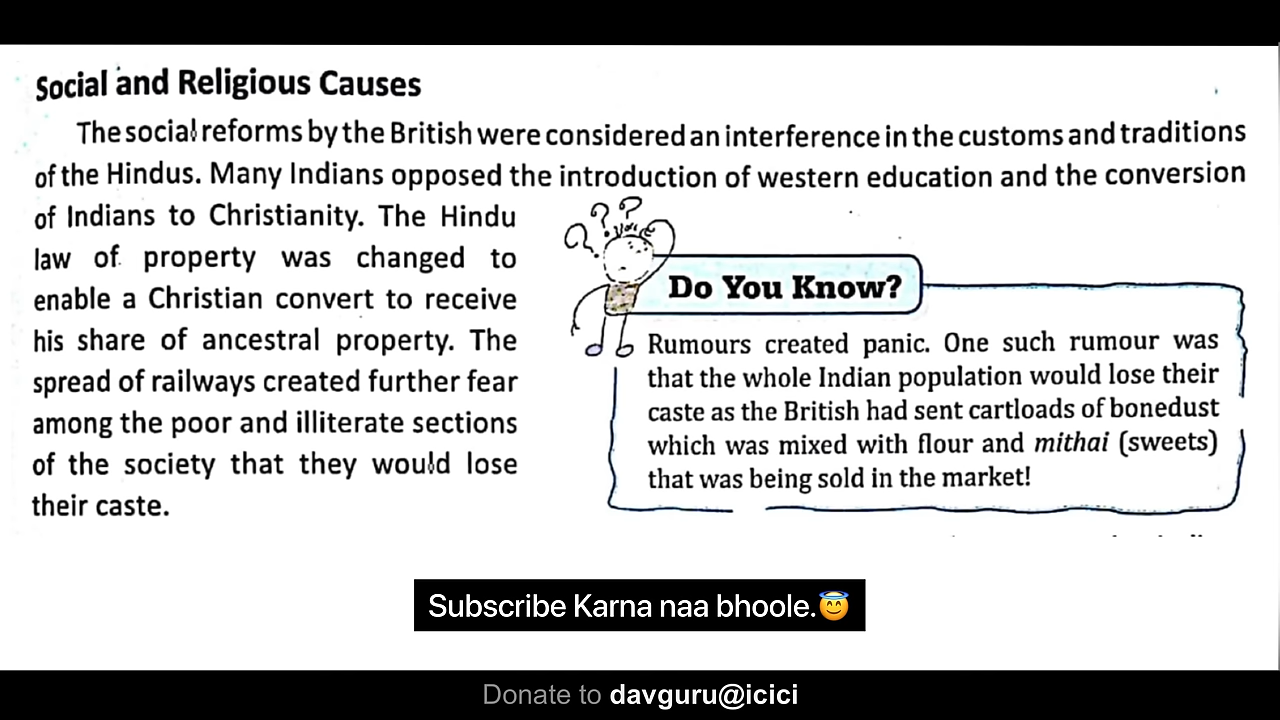 Social and Religious Causes
The social reforms by the British were considered an interference in the customs and traditions
of the Hindus. Many Indians opposed the introduction of western education and the conversion
of Indians to Christianity. The Hindu
law of property was changed to
enable a Christian convert to receive
his share of ancestral property. The
spread of railways created further fear
among the poor and illiterate sections
of the society that they would lose
their caste.
? ? ?
Do You Know?
Rumours created panic. One such rumour was
that the whole Indian population would lose their
caste as the British had sent cartloads of bonedust
which was mixed with flour and mithai (sweets)
that was being sold in the market!
Subscribe Karna naa bhoole.😇
Donate to davguru@icici